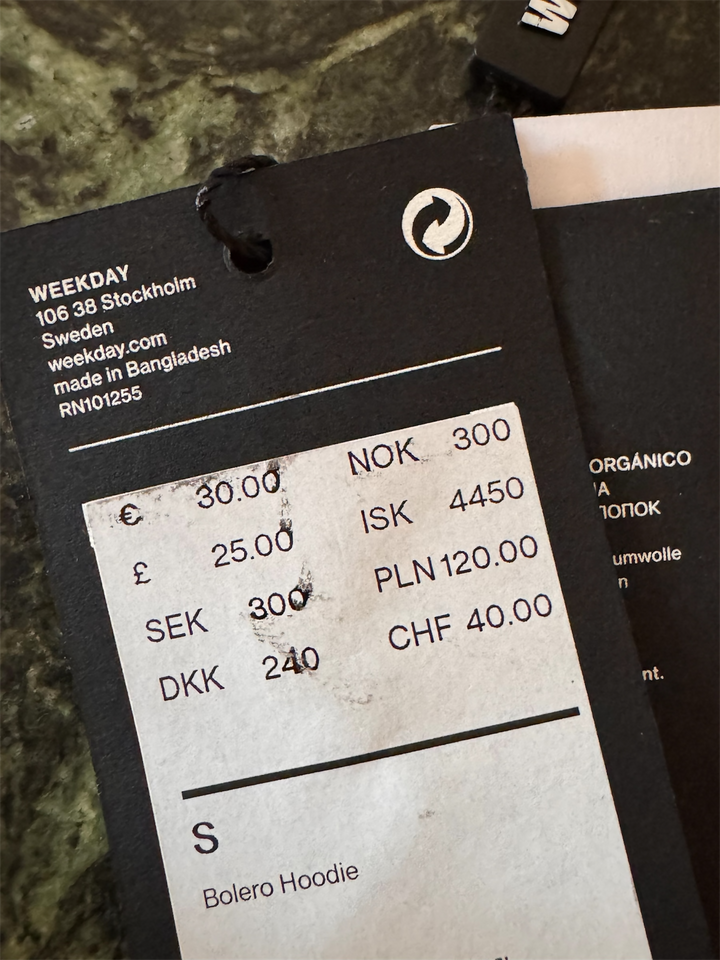 W
WEEKDAY
106 38 Stockholm
Sweden
weekday.com
made in Bangladesh
RN101255
€ 30.00
£ 25.00
SEK 300
DKK 240
NOK 300
ISK 4450
PLN 120.00
CHF 40.00
S
Bolero Hoodie
ORGÁNICO